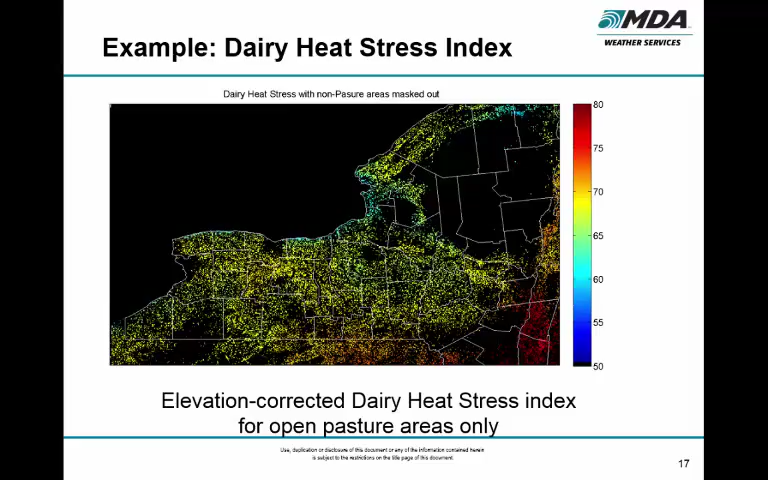 MDA
WEATHER SERVICES
Example: Dairy Heat Stress Index
Dairy Heat Stress with non-Pasure areas masked out
80
75
70
65
60
55
50
Elevation-corrected Dairy Heat Stress index
for open pasture areas only
Use, duplication or disclosure of this document or any of the information contained herein
is subject to the restrictions on the title page of this document
17